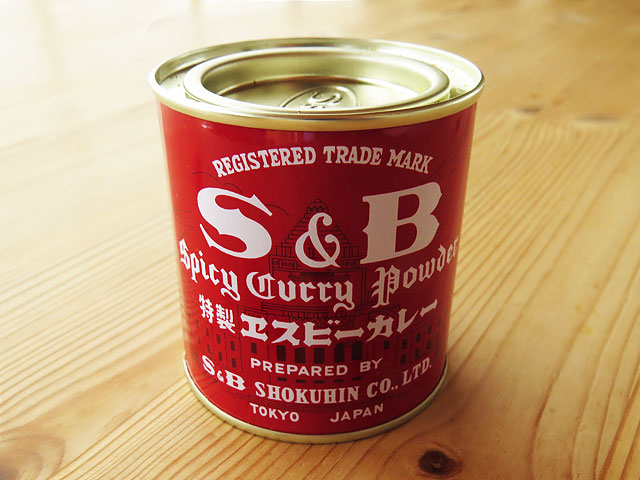 REGISTERED TRADE MARK
S & B
Spicy Curry Powder
特製 ヱスビーカレー
PREPARED BY
S&B SHOKUHIN CO., LTD.
TOKYO JAPAN